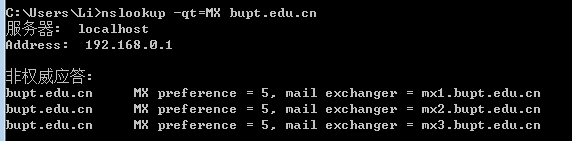 C:\Users\Li>nslookup -qt=MX bupt.edu.cn
服务器:  localhost
Address:  192.168.0.1
非权威应答:
bupt.edu.cn     MX preference = 5, mail exchanger = mx1.bupt.edu.cn
bupt.edu.cn     MX preference = 5, mail exchanger = mx2.bupt.edu.cn
bupt.edu.cn     MX preference = 5, mail exchanger = mx3.bupt.edu.cn